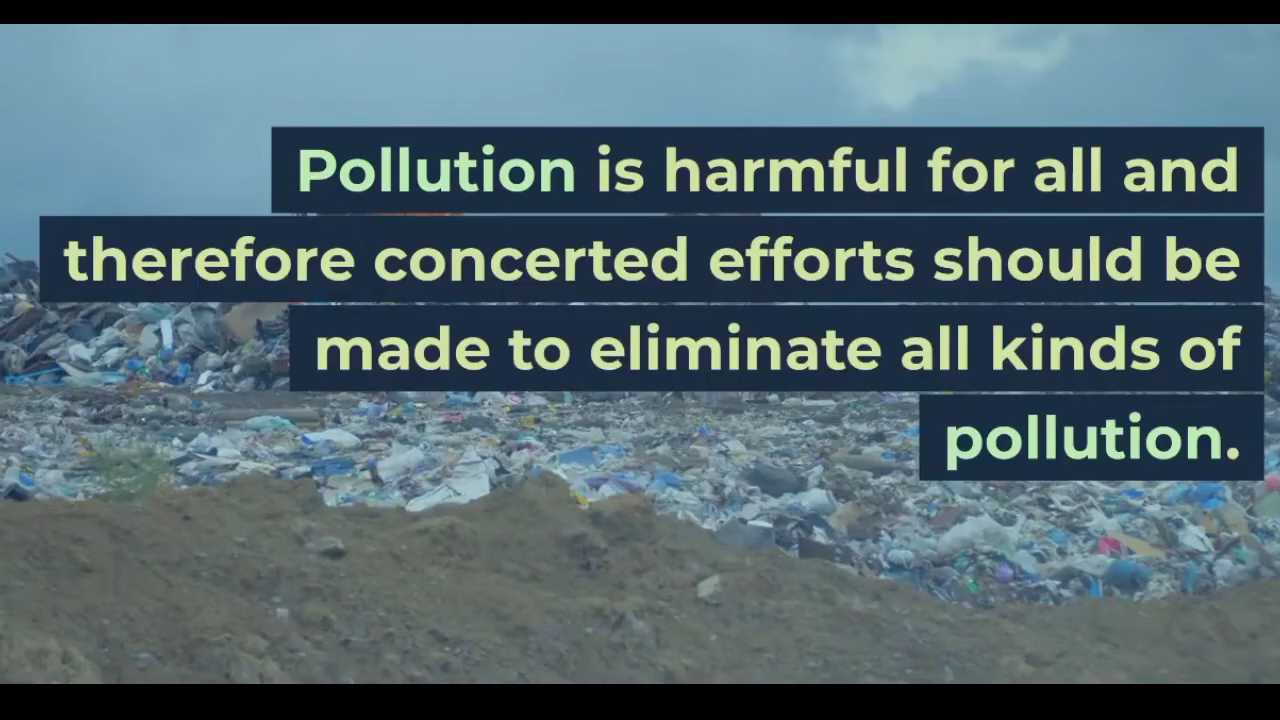 Pollution is harmful for all and
therefore concerted efforts should be
made to eliminate all kinds of
pollution.